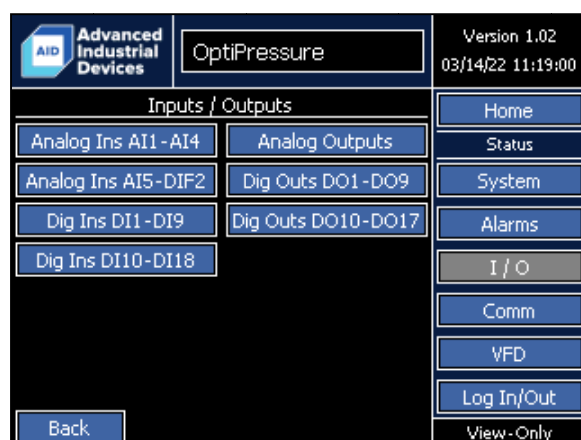 AID
Advanced
Industrial
Devices
OptiPressure
Version 1.02
03/14/22 11:19:00
Inputs / Outputs
Analog Ins AI1-AI4
Analog Outputs
Analog Ins AI5-DIF2
Dig Outs DO1-DO9
Dig Ins DI1-DI9
Dig Outs DO10-DO17
Dig Ins DI10-DI18
Back
Home
Status
System
Alarms
I / O
Comm
VFD
Log In/Out
View-Only